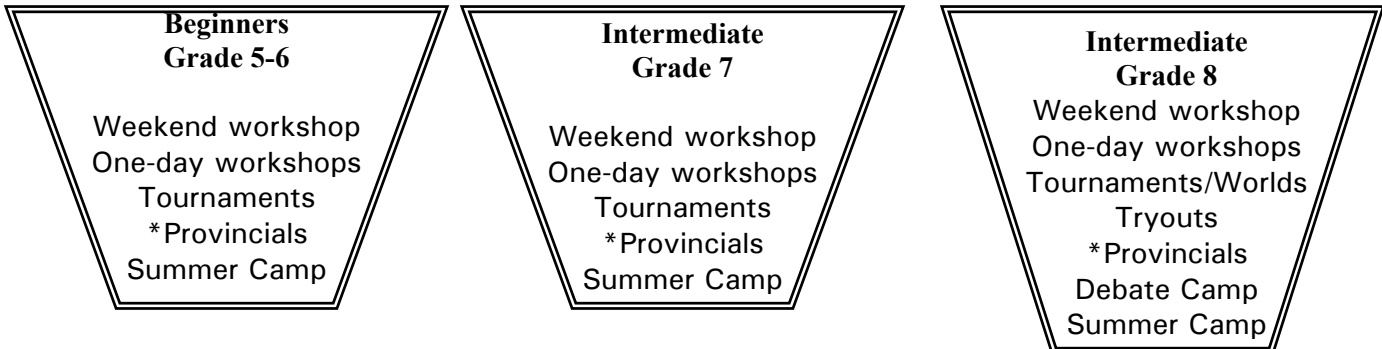 Beginners
Grade 5-6
Weekend workshop
One-day workshops
Tournaments
*Provincials
Summer Camp
Intermediate
Grade 7
Weekend workshop
One-day workshops
Tournaments
*Provincials
Summer Camp
Intermediate
Grade 8
Weekend workshop
One-day workshops
Tournaments/Worlds
Tryouts
*Provincials
Debate Camp
Summer Camp